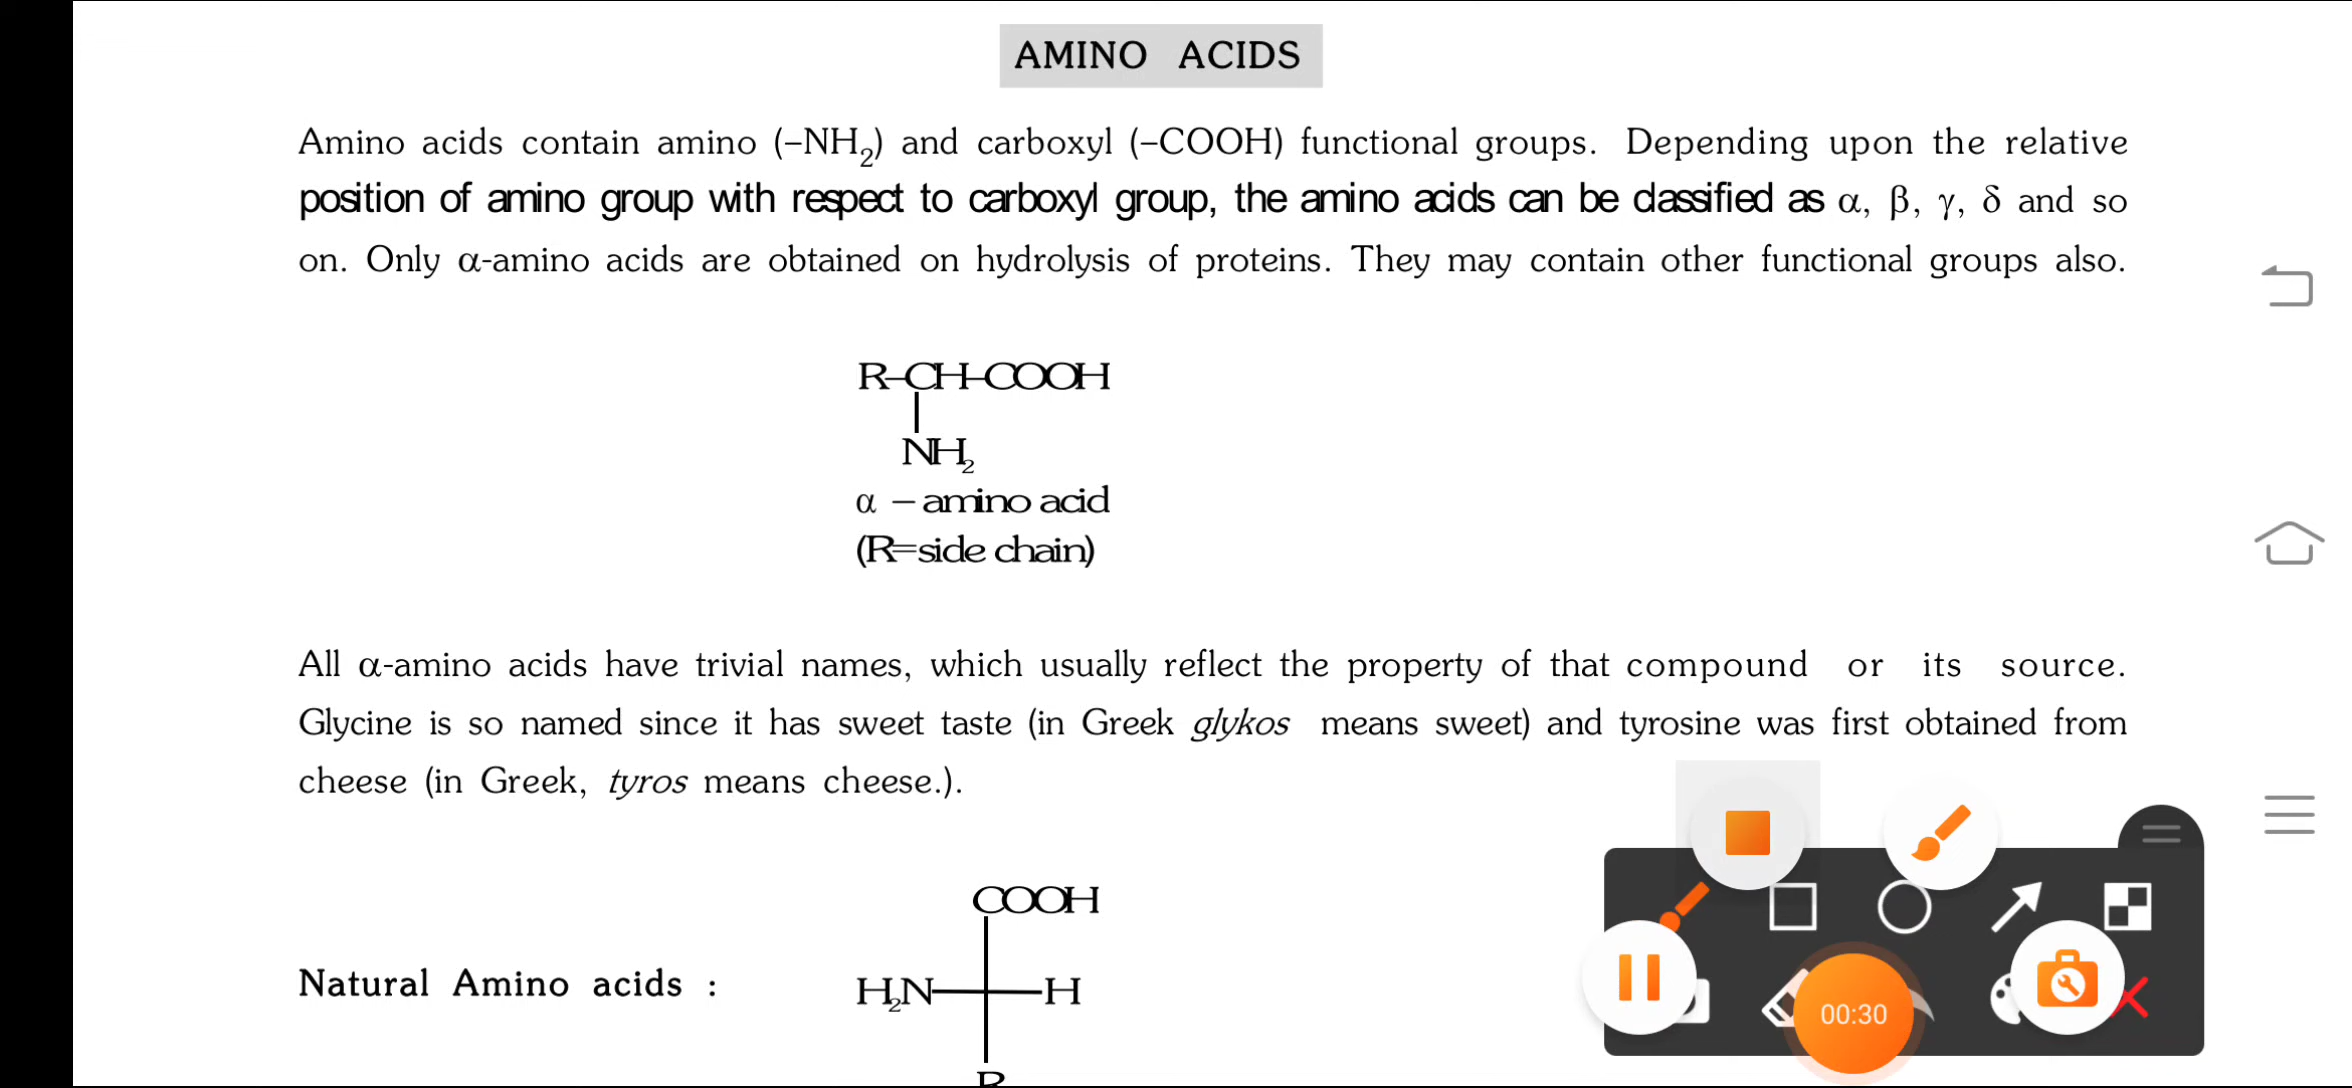 AMINO ACIDS
Amino acids contain amino (–NH₂) and carboxyl (–COOH) functional groups. Depending upon the relative
position of amino group with respect to carboxyl group, the amino acids can be classified as α, β, γ, δ and so
on. Only α-amino acids are obtained on hydrolysis of proteins. They may contain other functional groups also.
R–CH–COOH
NH₂
α – amino acid
(R=side chain)
All α-amino acids have trivial names, which usually reflect the property of that compound or its source.
Glycine is so named since it has sweet taste (in Greek glykos means sweet) and tyrosine was first obtained from
cheese (in Greek, tyros means cheese.).
COOH
Natural Amino acids : H₂N H
R
00:30